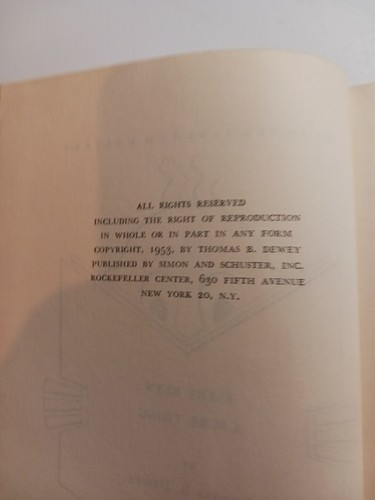 ALL RIGHTS RESERVED
INCLUDING THE RIGHT OF REPRODUCTION
IN WHOLE OR IN PART IN ANY FORM
COPYRIGHT, 1953, BY THOMAS B. DEWEY
PUBLISHED BY SIMON AND SCHUSTER, INC.
ROCKEFELLER CENTER, 630 FIFTH AVENUE
NEW YORK 20, N.Y.